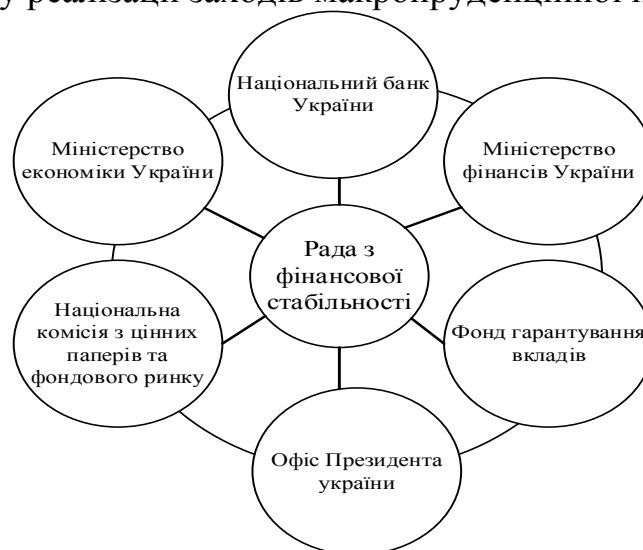 у реалізації заходів макропруденційної
Національний банк
України
Міністерство
економіки України
Міністерство
фінансів України
Рада з
фінансової
стабільності
Національна
комісія з цінних
паперів та
фондового ринку
Фонд гарантування
вкладів
Офіс Президента
україни